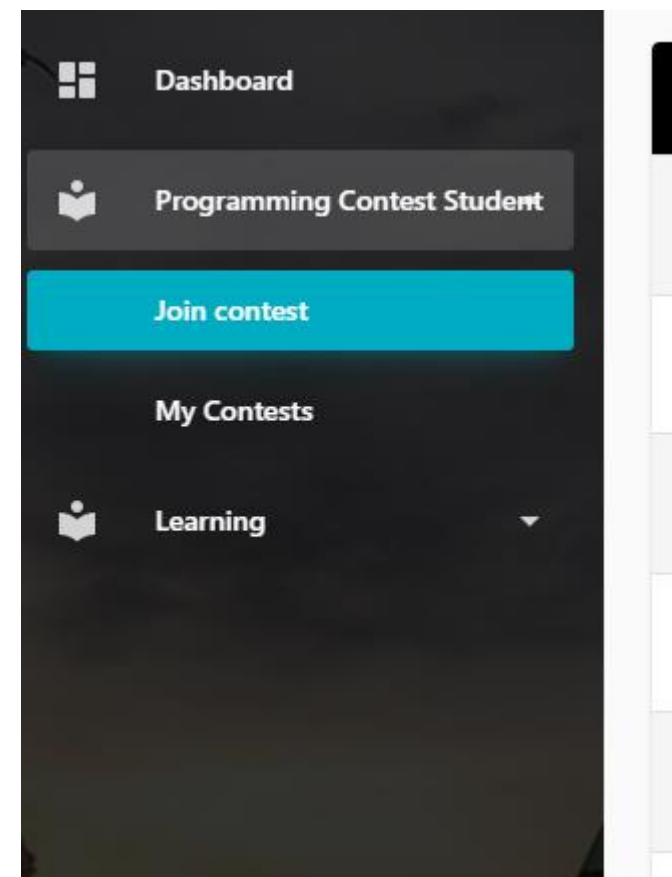 Dashboard
Programming Contest Student
Join contest
My Contests
Learning